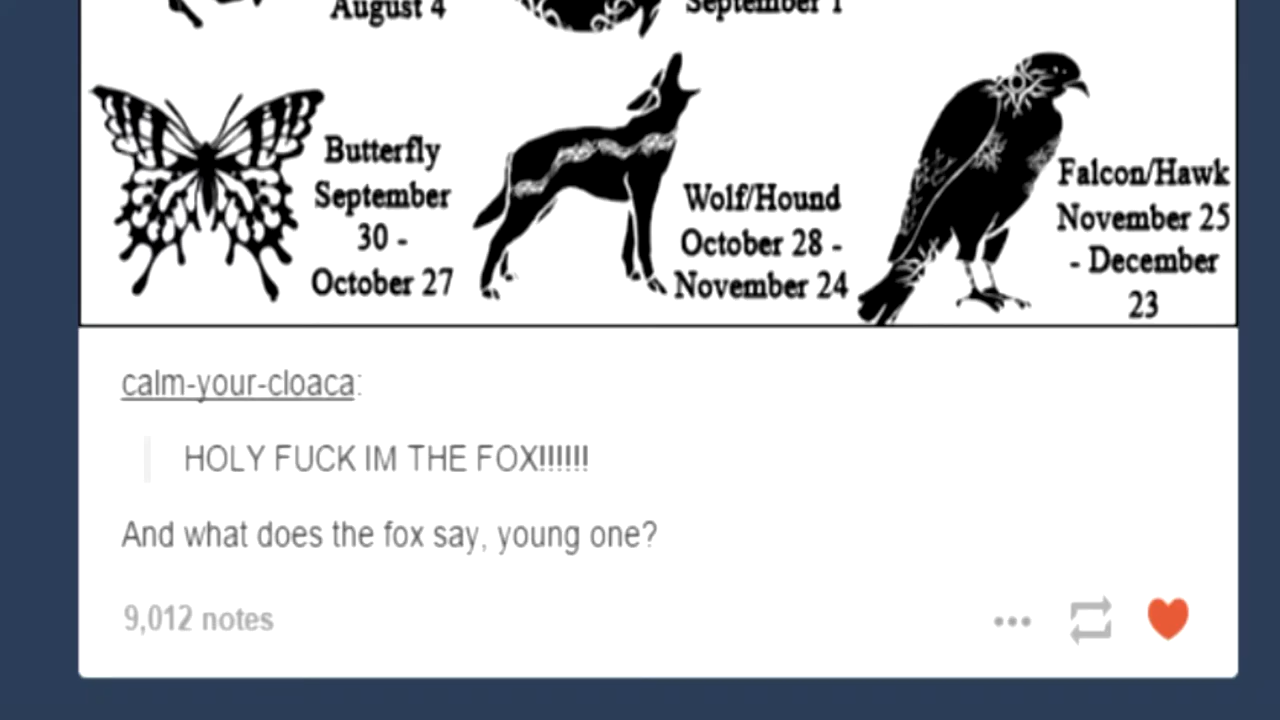 August 4
September 1
Butterfly
September
30 -
October 27
Wolf/Hound
October 28 -
November 24
Falcon/Hawk
November 25
- December
23
calm-your-cloaca:
HOLY FUCK IM THE FOX!!!!!!
And what does the fox say, young one?
9,012 notes